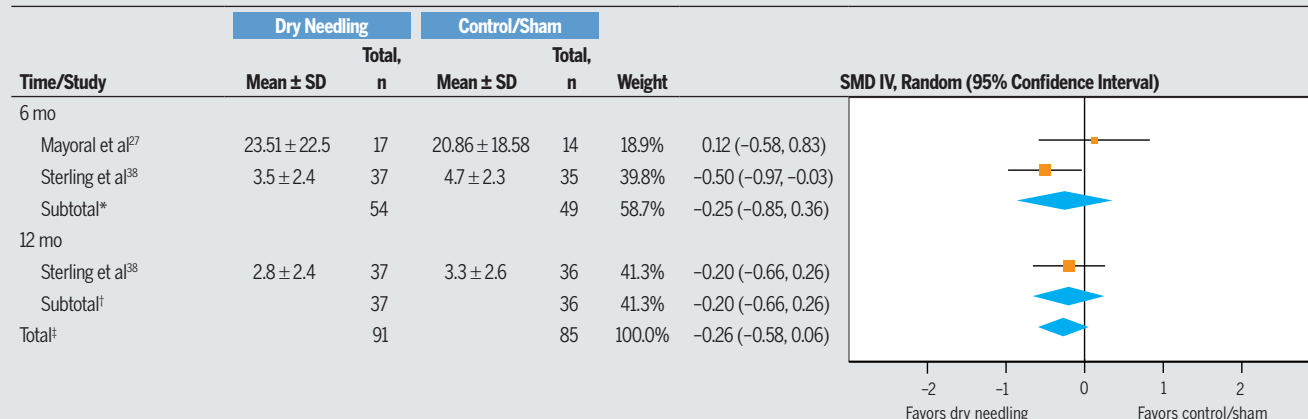 Dry Needling Control/Sham
Total, Total,
Time/Study Mean ± SD n Mean ± SD n Weight SMD IV, Random (95% Confidence Interval)
6 mo
Mayoral et al27 23.51 ± 22.5 17 20.86 ± 18.58 14 18.9% 0.12 (–0.58, 0.83)
Sterling et al38 3.5 ± 2.4 37 4.7 ± 2.3 35 39.8% –0.50 (–0.97, –0.03)
Subtotal* 54 49 58.7% –0.25 (–0.85, 0.36)
12 mo
Sterling et al38 2.8 ± 2.4 37 3.3 ± 2.6 36 41.3% –0.20 (–0.66, 0.26)
Subtotal† 37 36 41.3% –0.20 (–0.66, 0.26)
Total‡ 91 85 100.0% –0.26 (–0.58, 0.06)
–2 –1 0 1 2
Favors dry needling Favors control/sham